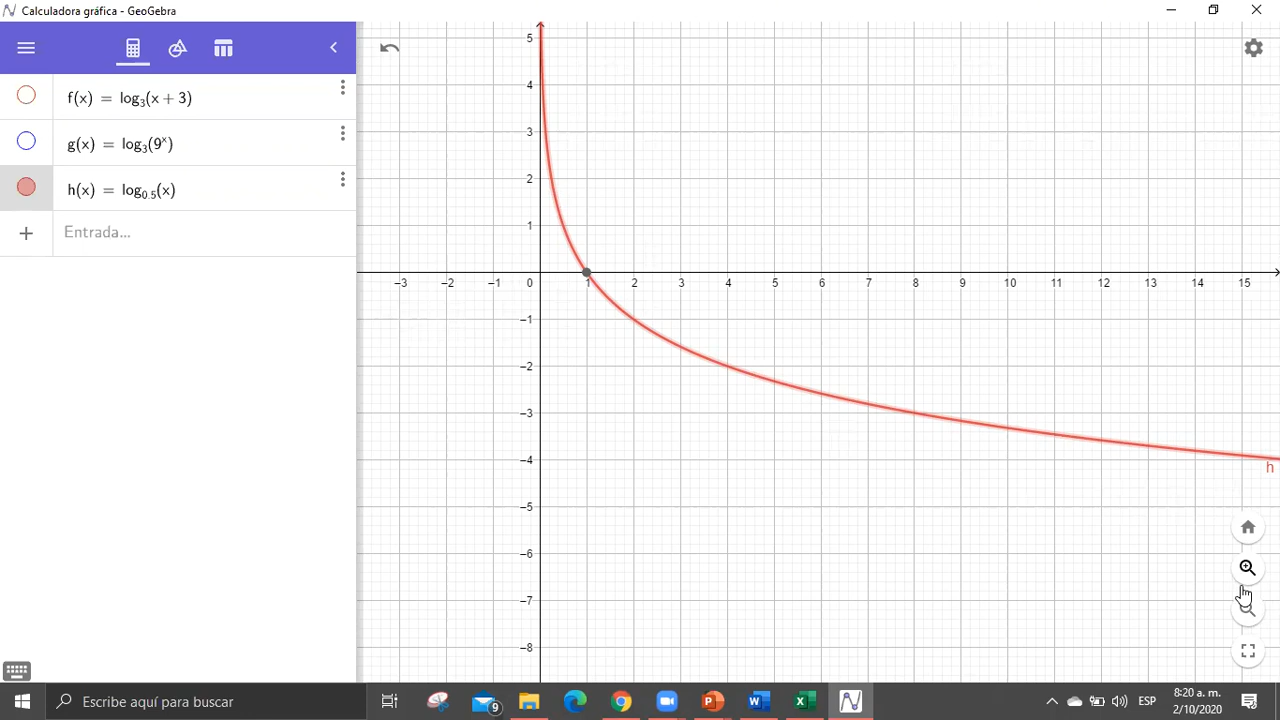 Calculadora gráfica - GeoGebra
f(x) = log₃(x + 3)
g(x) = log₃(9ˣ)
h(x) = log₀.₅(x)
Entrada...
5
4
3
2
1
−3 −2 −1 0 1 2 3 4 5 6 7 8 9 10 11 12 13 14 15
−1
−2
−3
−4
h
−5
−6
−7
−8
Escribe aquí para buscar
9
ESP
8:20 a. m.
2/10/2020